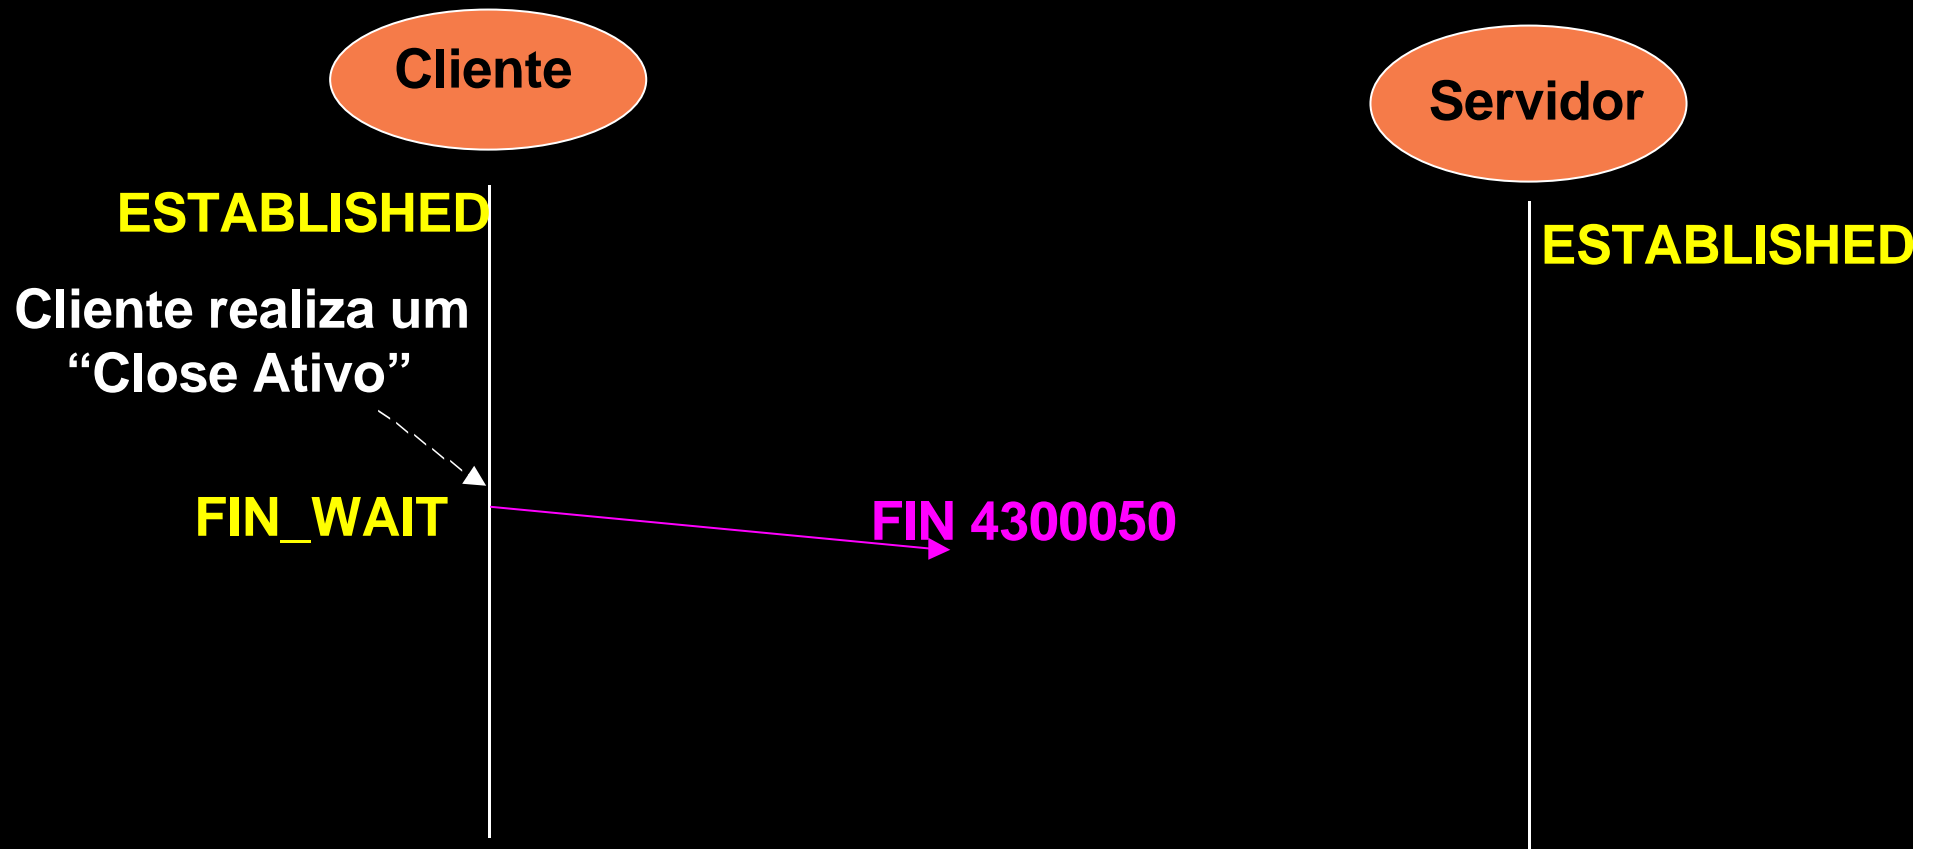 Cliente
Servidor
ESTABLISHED
ESTABLISHED
Cliente realiza um
“Close Ativo”
FIN_WAIT
FIN 4300050